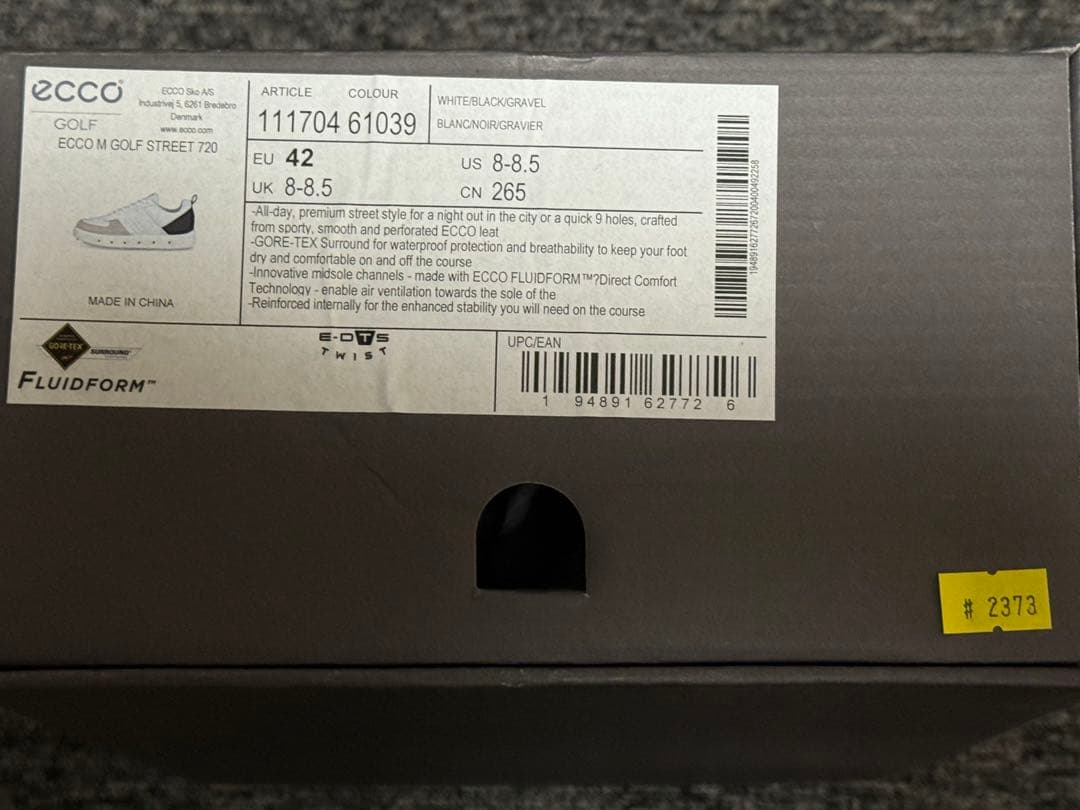 ecco
GOLF
ECCO Sko A/S
Industrivej 5, 6261 Bredebro
Denmark
www.ecco.com
ECCO M GOLF STREET 720
MADE IN CHINA
ARTICLE COLOUR
111704 61039
WHITE/BLACK/GRAVEL
BLANC/NOIR/GRAVIER
EU 42 US 8-8.5
UK 8-8.5 CN 265
-All-day, premium street style for a night out in the city or a quick 9 holes, crafted
from sporty, smooth and perforated ECCO leat
-GORE-TEX Surround for waterproof protection and breathability to keep your foot
dry and comfortable on and off the course
-Innovative midsole channels - made with ECCO FLUIDFORM™?Direct Comfort
Technology - enable air ventilation towards the sole of the
-Reinforced internally for the enhanced stability you will need on the course
GORE-TEX
SURROUND
FLUIDFORM™
E-DTS
TWIST
UPC/EAN
1 94891 62772 6
# 2373